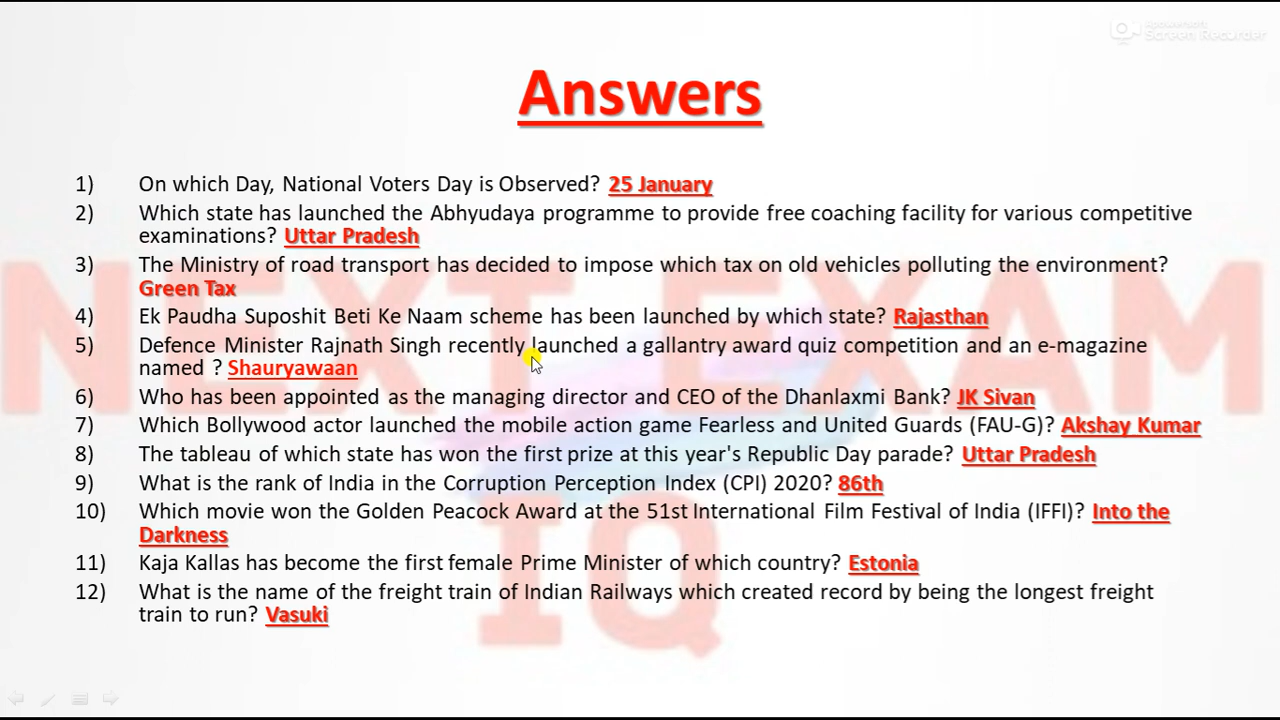 Apowersoft
Screen Recorder
Answers
1) On which Day, National Voters Day is Observed? 25 January
2) Which state has launched the Abhyudaya programme to provide free coaching facility for various competitive
examinations? Uttar Pradesh
3) The Ministry of road transport has decided to impose which tax on old vehicles polluting the environment?
Green Tax
4) Ek Paudha Suposhit Beti Ke Naam scheme has been launched by which state? Rajasthan
5) Defence Minister Rajnath Singh recently launched a gallantry award quiz competition and an e-magazine
named ? Shauryawaan
6) Who has been appointed as the managing director and CEO of the Dhanlaxmi Bank? JK Sivan
7) Which Bollywood actor launched the mobile action game Fearless and United Guards (FAU-G)? Akshay Kumar
8) The tableau of which state has won the first prize at this year's Republic Day parade? Uttar Pradesh
9) What is the rank of India in the Corruption Perception Index (CPI) 2020? 86th
10) Which movie won the Golden Peacock Award at the 51st International Film Festival of India (IFFI)? Into the
Darkness
11) Kaja Kallas has become the first female Prime Minister of which country? Estonia
12) What is the name of the freight train of Indian Railways which created record by being the longest freight
train to run? Vasuki
NEXT EXAM
IQ